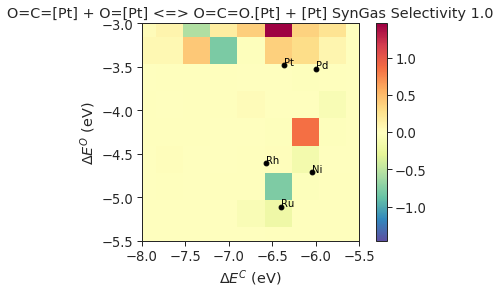 O=C=[Pt] + O=[Pt] <=> O=C=O.[Pt] + [Pt] SynGas Selectivity 1.0
−3.0
−3.5
−4.0
−4.5
−5.0
−5.5
ΔE^O (eV)
Pt
Pd
Rh
Ni
Ru
−8.0 −7.5 −7.0 −6.5 −6.0 −5.5
ΔE^C (eV)
1.0
0.5
0.0
−0.5
−1.0